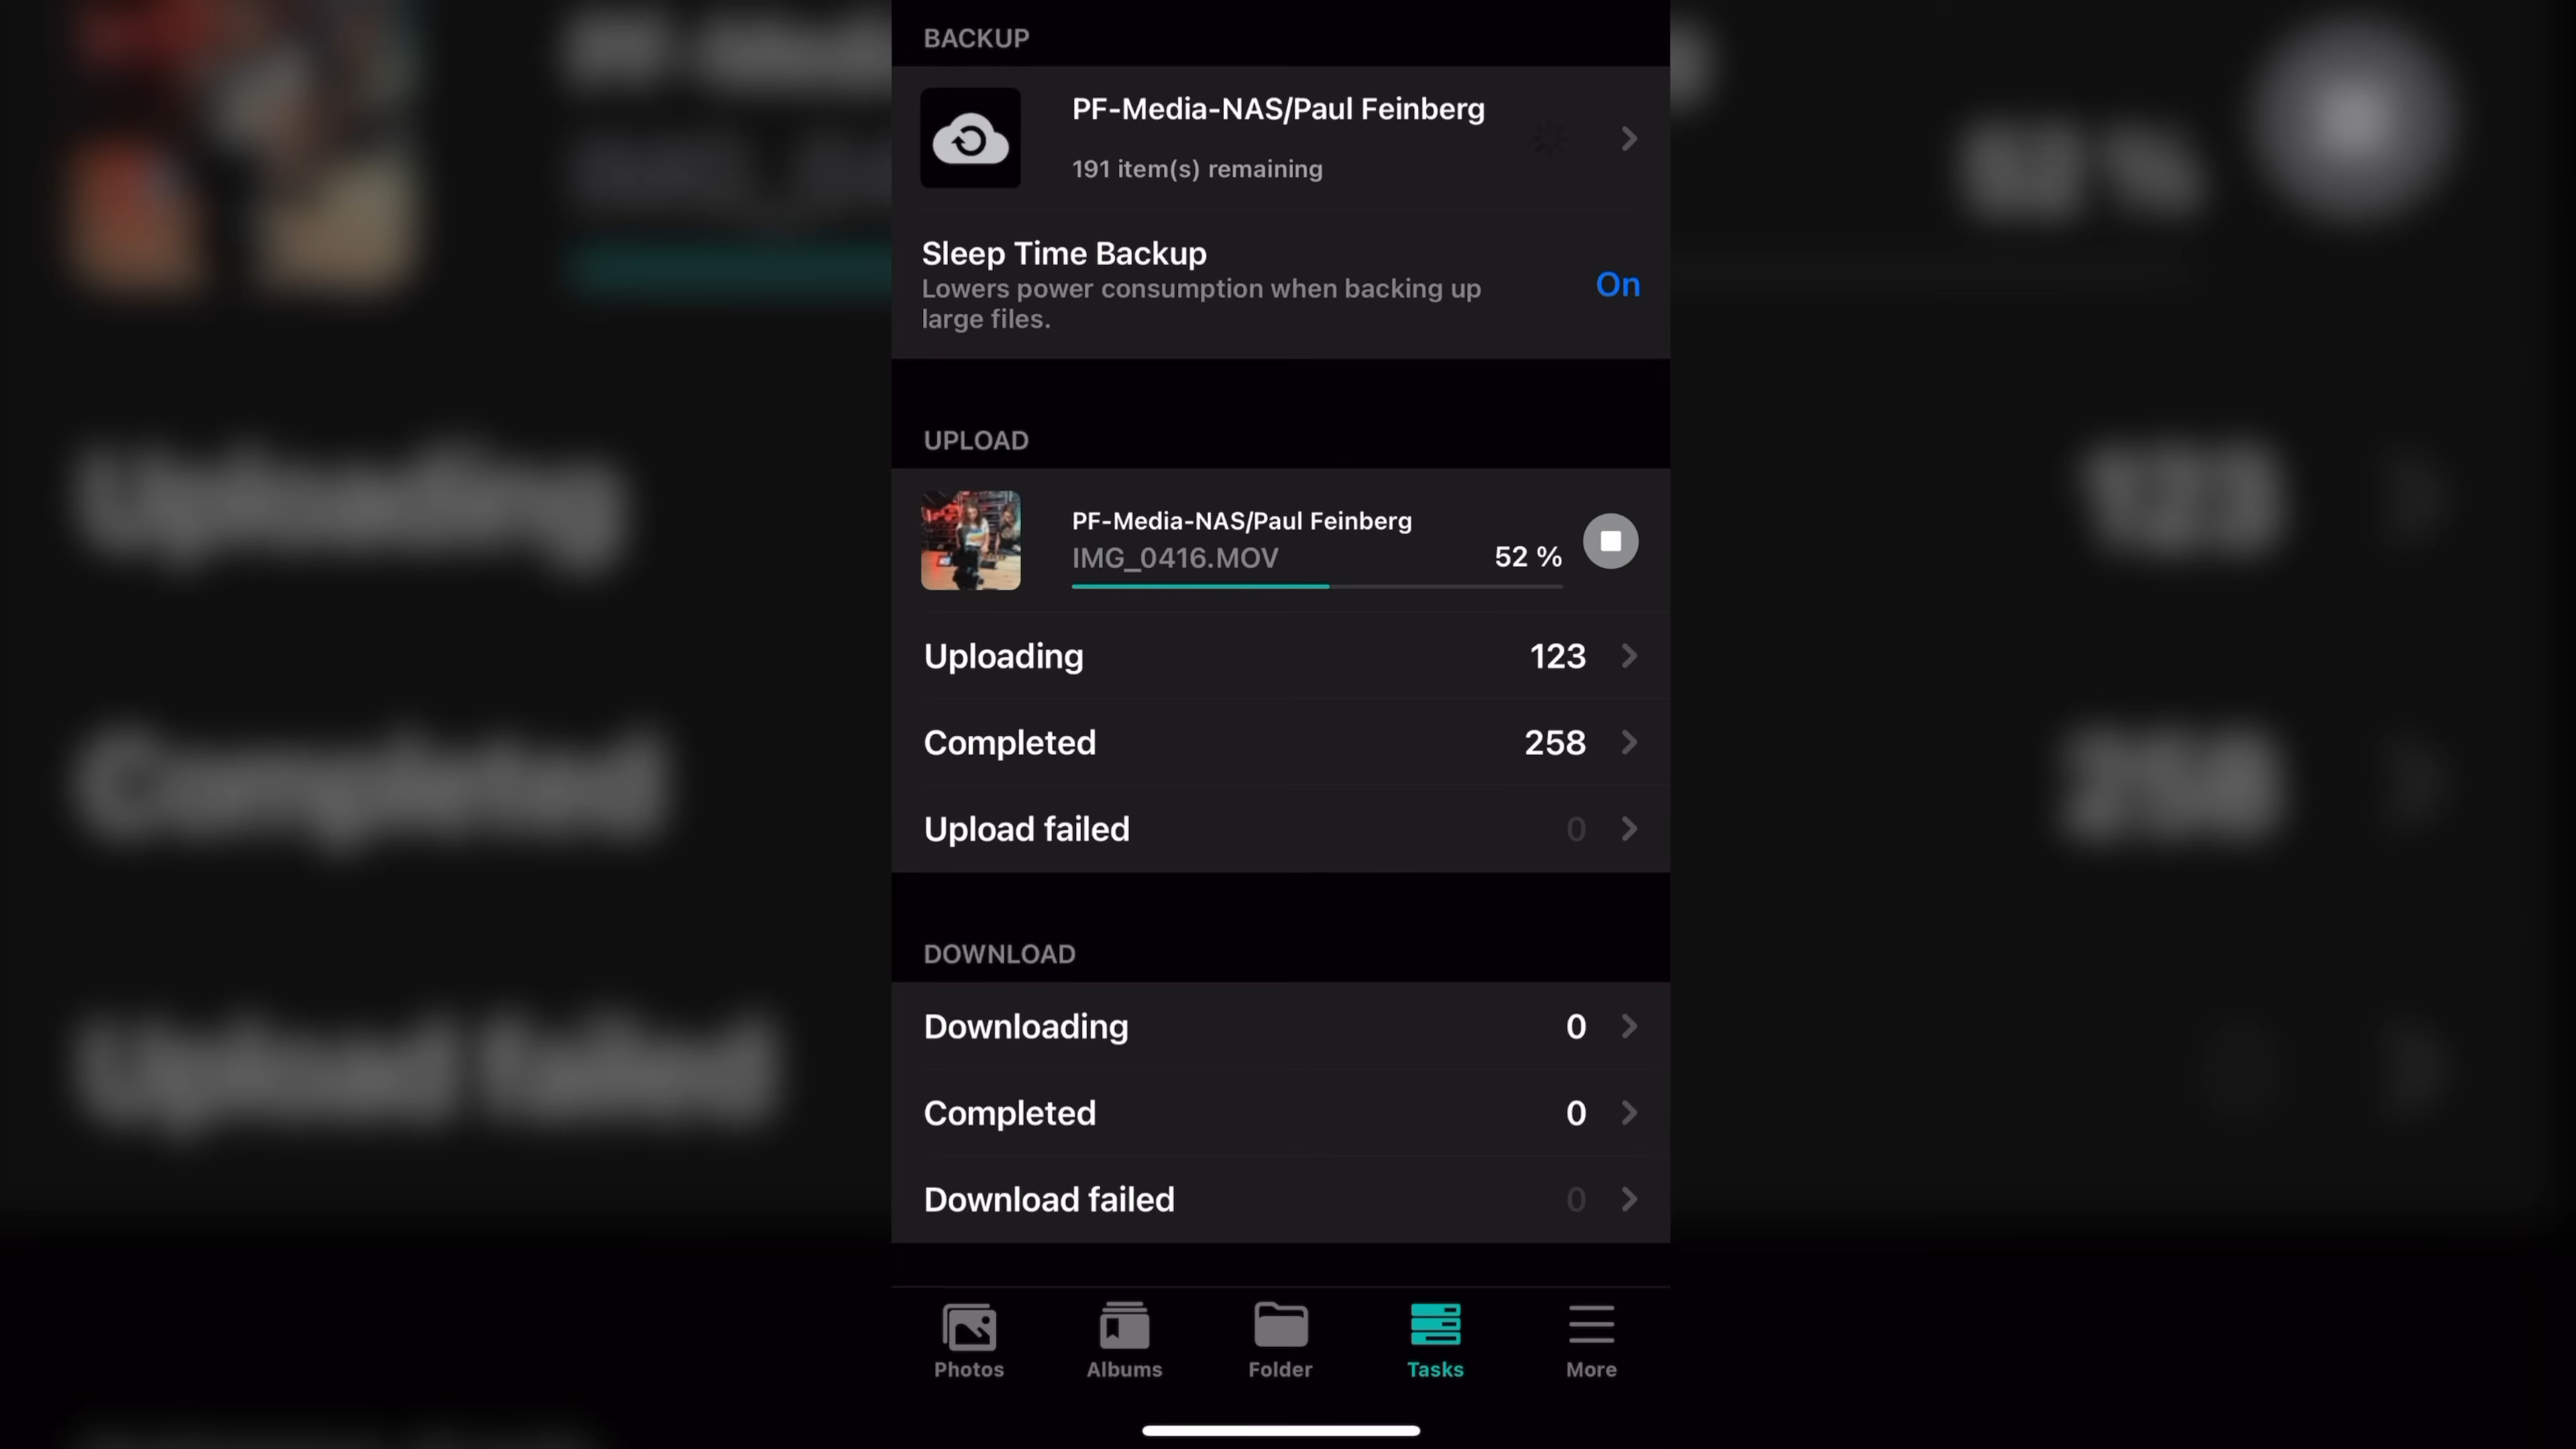 BACKUP
PF-Media-NAS/Paul Feinberg
191 item(s) remaining
Sleep Time Backup
Lowers power consumption when backing up
large files.
On
UPLOAD
PF-Media-NAS/Paul Feinberg
IMG_0416.MOV
52 %
Uploading 123
Completed 258
Upload failed 0
DOWNLOAD
Downloading 0
Completed 0
Download failed 0
Photos Albums Folder Tasks More